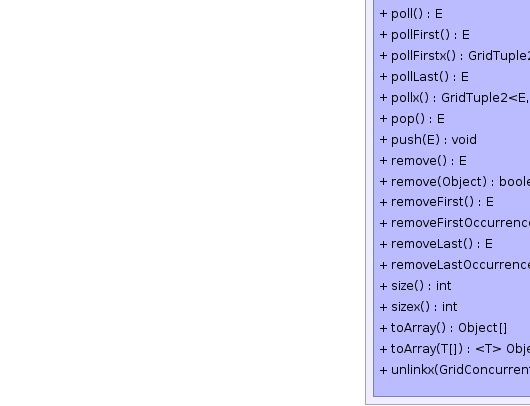 + poll() : E
+ pollFirst() : E
+ pollFirstx() : GridTuple2
+ pollLast() : E
+ pollx() : GridTuple2<E,
+ pop() : E
+ push(E) : void
+ remove() : E
+ remove(Object) : boole
+ removeFirst() : E
+ removeFirstOccurrenc
+ removeLast() : E
+ removeLastOccurrence
+ size() : int
+ sizex() : int
+ toArray() : Object[]
+ toArray(T[]) : <T> Obje
+ unlinkx(GridConcurren